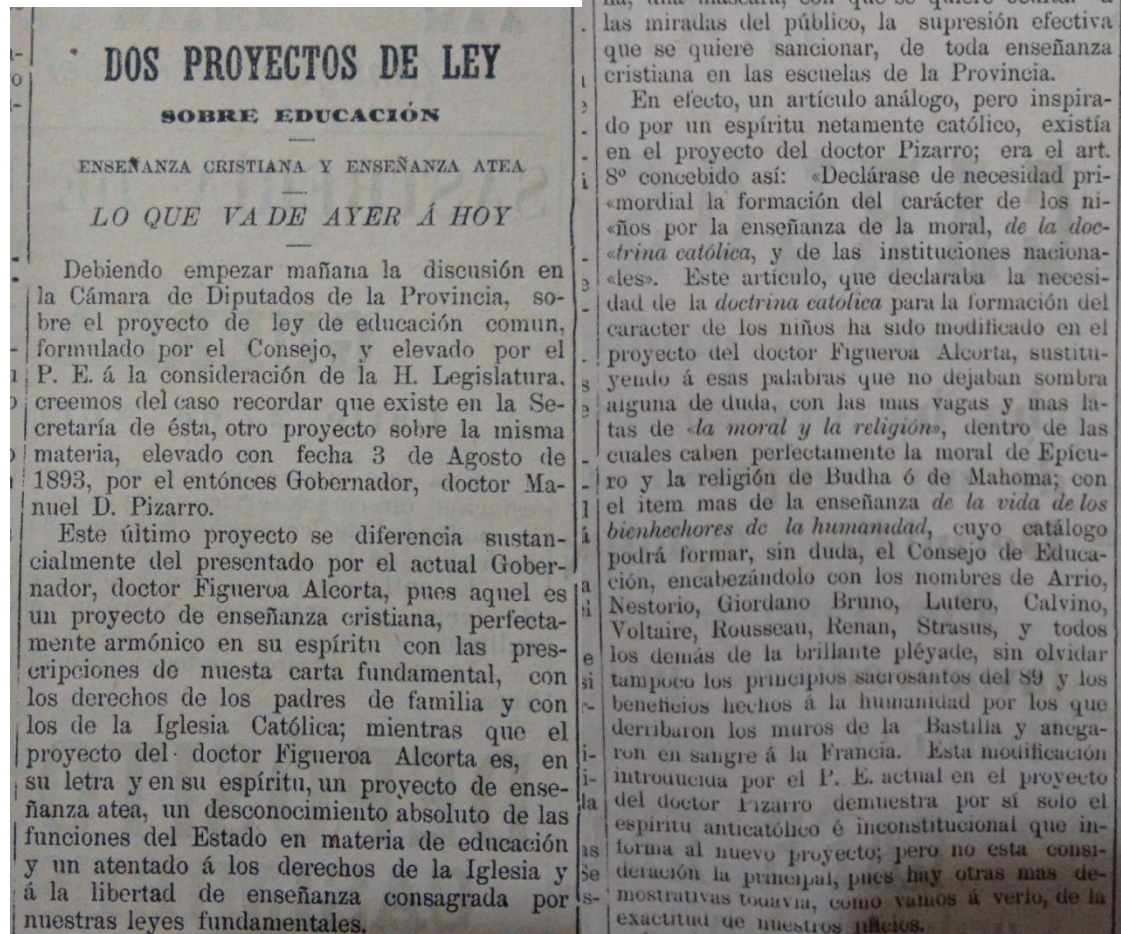 DOS PROYECTOS DE LEY
SOBRE EDUCACIÓN
ENSEÑANZA CRISTIANA Y ENSEÑANZA ATEA
LO QUE VA DE AYER Á HOY
Debiendo empezar mañana la discusión en
la Cámara de Diputados de la Provincia, so-
bre el proyecto de ley de educación comun,
formulado por el Consejo, y elevado por el
P. E. á la consideración de la H. Legislatura.
creemos del caso recordar que existe en la Se-
cretaría de ésta, otro proyecto sobre la misma
materia, elevado con fecha 3 de Agosto de
1893, por el entónces Gobernador, doctor Ma-
nuel D. Pizarro.
Este último proyecto se diferencia sustan-
cialmente del presentado por el actual Gober-
nador, doctor Figueroa Alcorta, pues aquel es
un proyecto de enseñanza cristiana, perfecta-
mente armónico en su espíritu con las pres-
cripciones de nuesta carta fundamental, con
los derechos de los padres de familia y con
los de la Iglesia Católica; mientras que el
proyecto del doctor Figueroa Alcorta es, en
su letra y en su espíritu, un proyecto de ense-
ñanza atea, un desconocimiento absoluto de las
funciones del Estado en materia de educación
y un atentado á los derechos de la Iglesia y
á la libertad de enseñanza consagrada por
nuestras leyes fundamentales.
las miradas del público, la supresión efectiva
que se quiere sancionar, de toda enseñanza
cristiana en las escuelas de la Provincia.
En efecto, un artículo análogo, pero inspira-
do por un espíritu netamente católico, existía
en el proyecto del doctor Pizarro; era el art.
8º concebido así: «Declárase de necesidad pri-
«mordial la formación del carácter de los ni-
«ños por la enseñanza de la moral, de la doc-
«trina católica, y de las instituciones naciona-
«les». Este artículo, que declaraba la necesi-
dad de la doctrina catolica para la formación del
caracter de los niños ha sido modificado en el
proyecto del doctor Figueroa Alcorta, sustitu-
yendo á esas palabras que no dejaban sombra
alguna de duda, con las mas vagas y mas la-
tas de «la moral y la religión», dentro de las
cuales caben perfectamente la moral de Epícu-
ro y la religión de Budha ó de Mahoma; con
el item mas de la enseñanza de la vida de los
bienhechores de la humanidad, cuyo catálogo
podrá formar, sin duda, el Consejo de Educa-
ción, encabezándolo con los nombres de Arrio,
Nestorio, Giordano Bruno, Lutero, Calvino,
Voltaire, Rousseau, Renan, Strasus, y todos
los demás de la brillante pléyade, sin olvidar
tampoco los principios sacrosantos del 89 y los
beneficios hechos á la humanidad por los que
derribaron los muros de la Bastilla y anega-
ron en sangre á la Francia. Esta modificación
introducida por el P. E. actual en el proyecto
del doctor Pizarro demuestra por sí solo el
espíritu anticatólico é inconstitucional que in-
forma al nuevo proyecto; pero no esta consi-
deración la principal, pues hay otras mas de-
mostrativas todavía, como vamos á verlo, de la
exactitud de nuestros